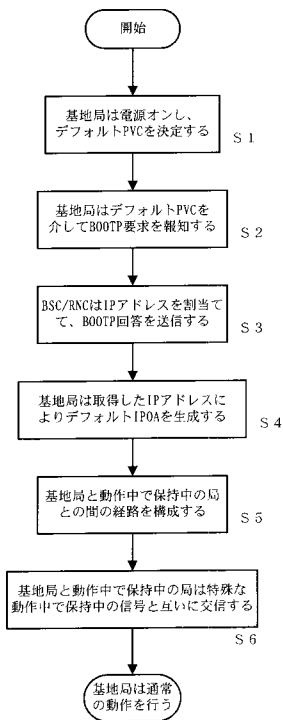 開始
基地局は電源オンし、
デフォルトPVCを決定する
S 1
基地局はデフォルトPVCを
介してBOOTP要求を報知する
S 2
BSC/RNCはIPアドレスを割当て
て、BOOTP回答を送信する
S 3
基地局は取得したIPアドレスに
よりデフォルトIPOAを生成する
S 4
基地局と動作中で保持中の局
との間の経路を構成する
S 5
基地局と動作中で保持中の局は特殊な
動作中で保持中の信号と互いに交信する
S 6
基地局は通常
の動作を行う